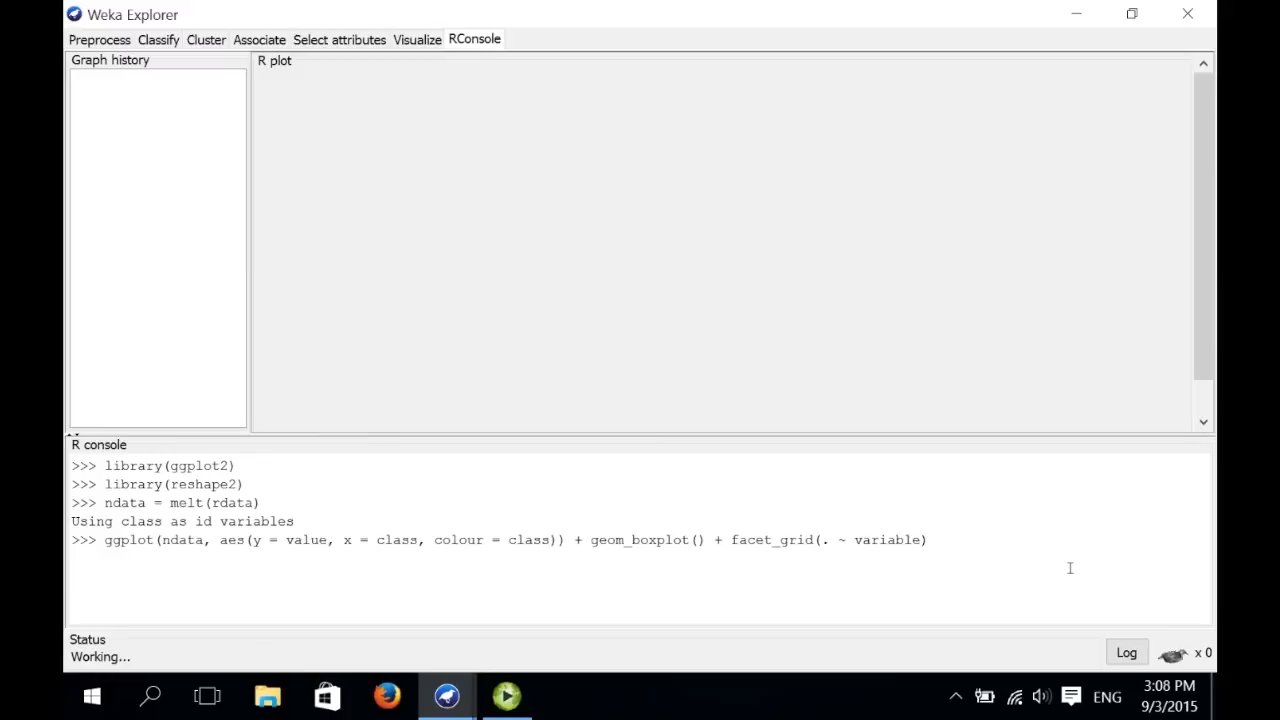 Weka Explorer
Preprocess Classify Cluster Associate Select attributes Visualize RConsole
Graph history
R plot
R console
>>> library(ggplot2)
>>> library(reshape2)
>>> ndata = melt(rdata)
Using class as id variables
>>> ggplot(ndata, aes(y = value, x = class, colour = class)) + geom_boxplot() + facet_grid(. ~ variable)
Status
Working...
Log
x 0
ENG
3:08 PM
9/3/2015